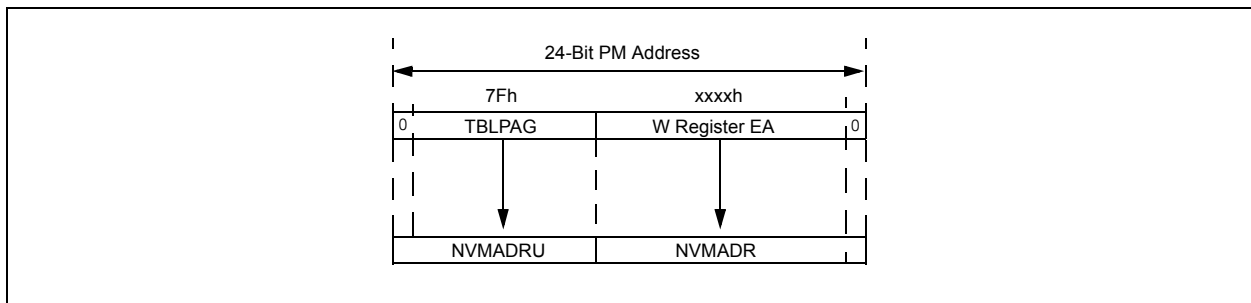 24-Bit PM Address
7Fh xxxxh
0 TBLPAG W Register EA 0
NVMADRU NVMADR